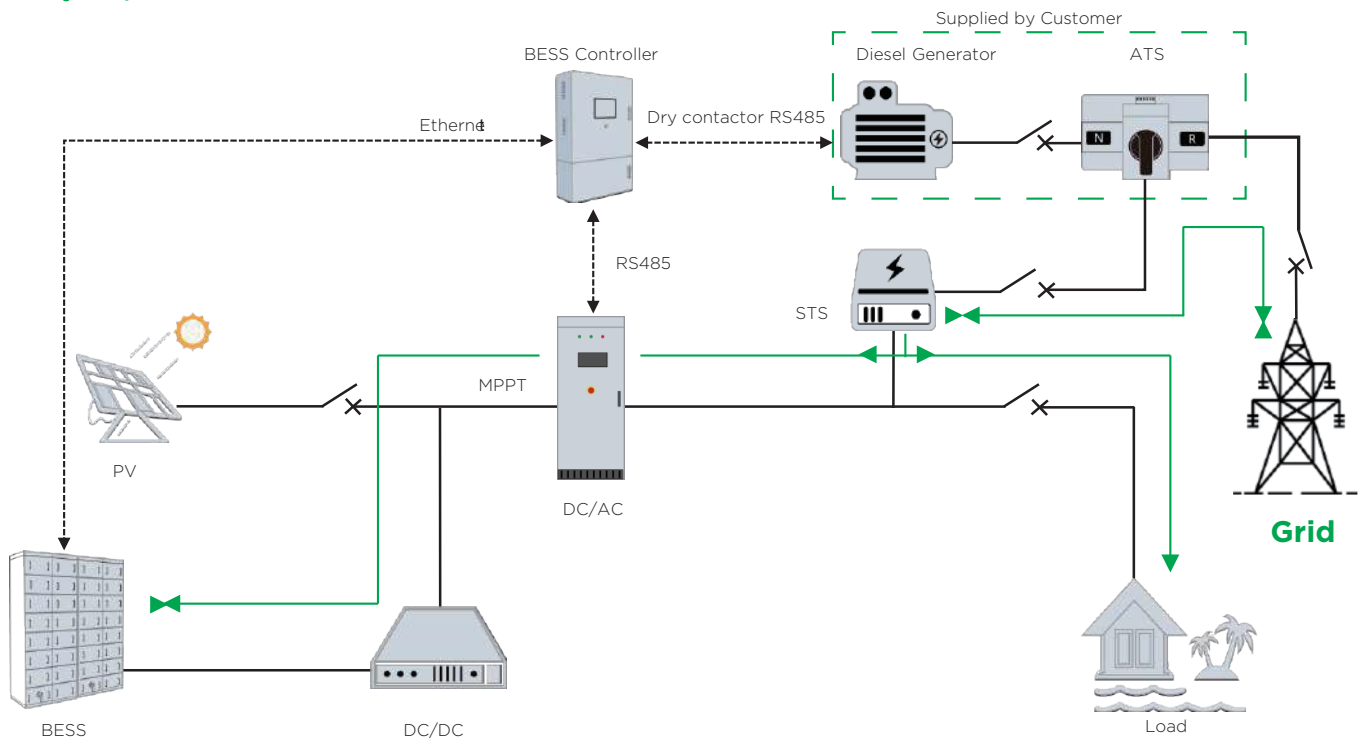 Supplied by Customer
BESS Controller
Diesel Generator
ATS
Ethernet
Dry contactor RS485
N
R
RS485
STS
MPPT
PV
DC/AC
Grid
BESS
DC/DC
Load